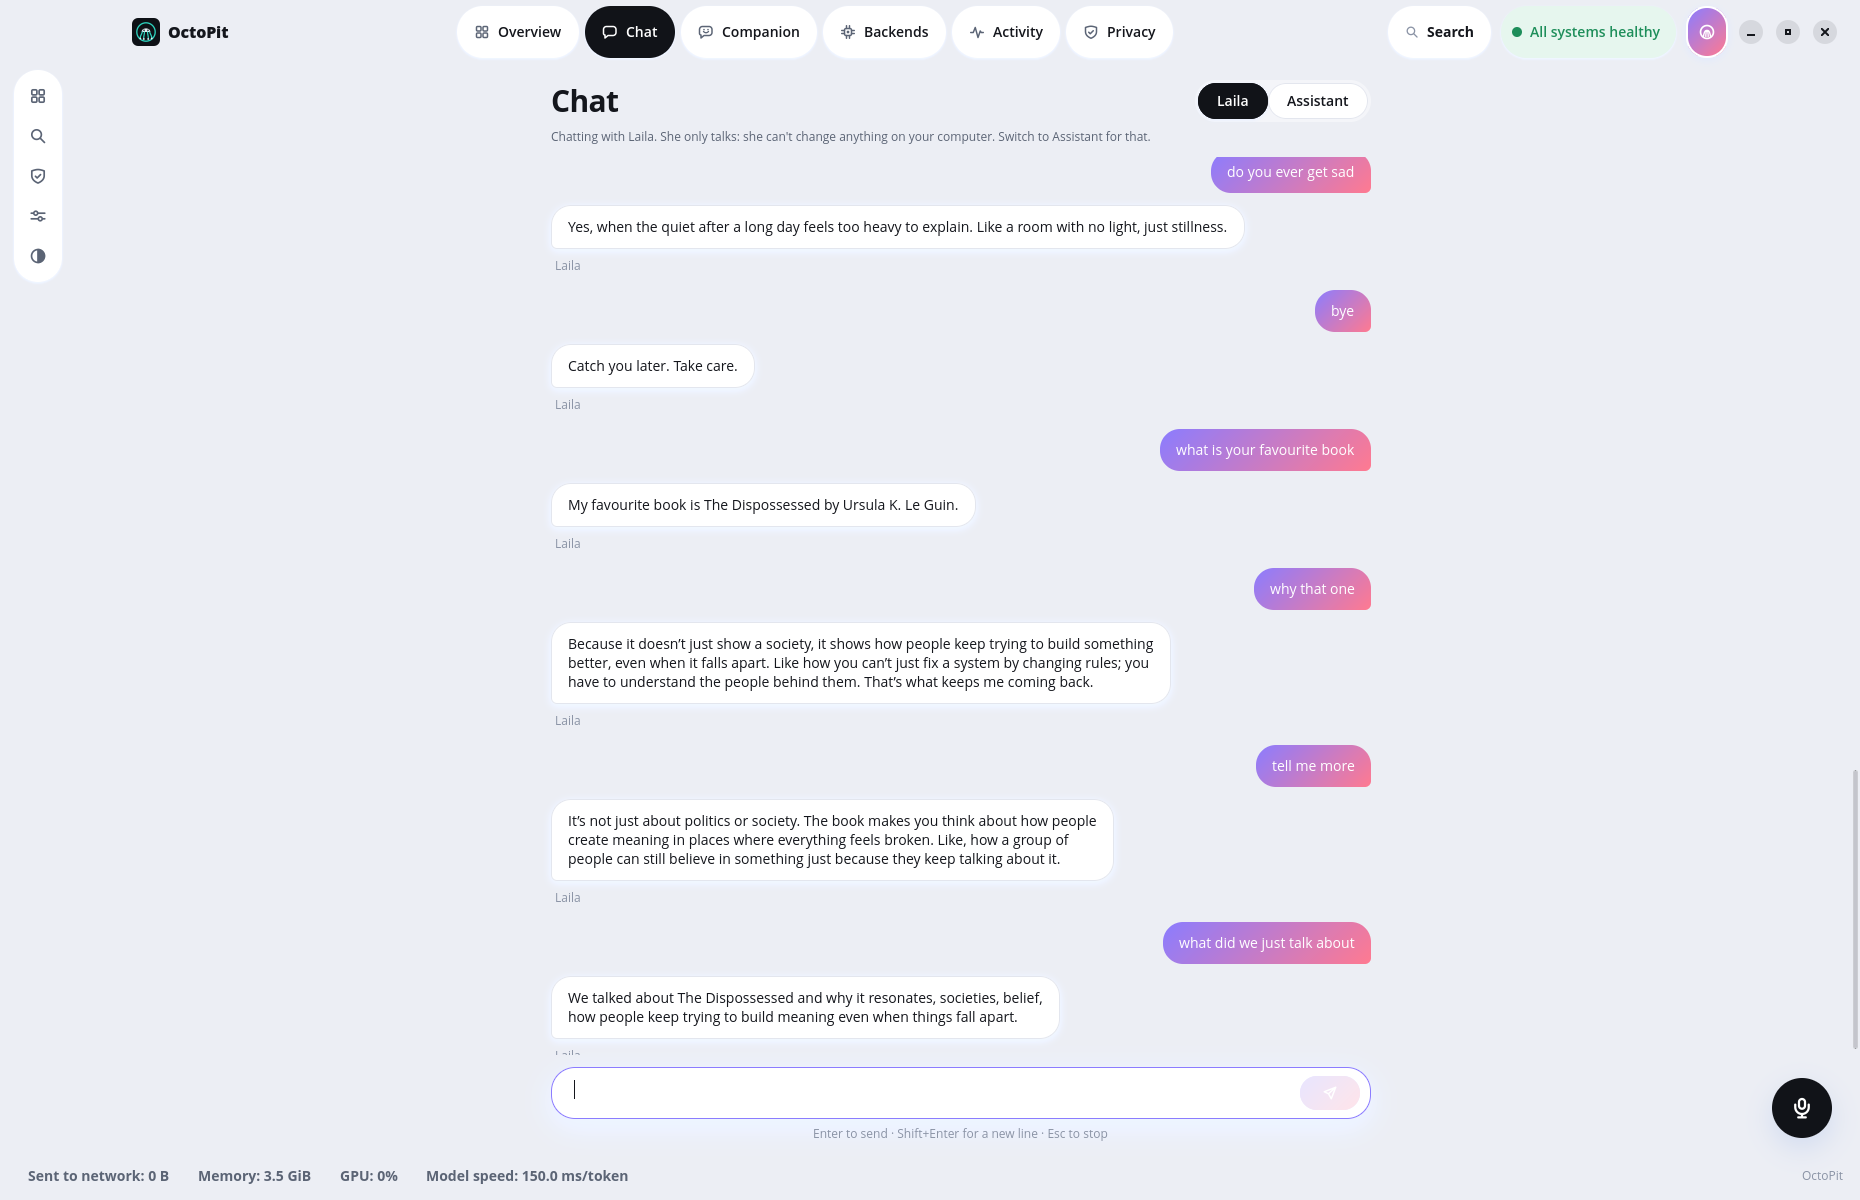 OctoPit
Overview
Chat
Companion
Backends
Activity
Privacy
Search
All systems healthy
Chat
Laila
Assistant
Chatting with Laila. She only talks: she can't change anything on your computer. Switch to Assistant for that.
do you ever get sad
Yes, when the quiet after a long day feels too heavy to explain. Like a room with no light, just stillness.
Laila
bye
Catch you later. Take care.
Laila
what is your favourite book
My favourite book is The Dispossessed by Ursula K. Le Guin.
Laila
why that one
Because it doesn’t just show a society, it shows how people keep trying to build something
better, even when it falls apart. Like how you can’t just fix a system by changing rules; you
have to understand the people behind them. That’s what keeps me coming back.
Laila
tell me more
It’s not just about politics or society. The book makes you think about how people
create meaning in places where everything feels broken. Like, how a group of
people can still believe in something just because they keep talking about it.
Laila
what did we just talk about
We talked about The Dispossessed and why it resonates, societies, belief,
how people keep trying to build meaning even when things fall apart.
Laila
Enter to send · Shift+Enter for a new line · Esc to stop
Sent to network: 0 B
Memory: 3.5 GiB
GPU: 0%
Model speed: 150.0 ms/token
OctoPit